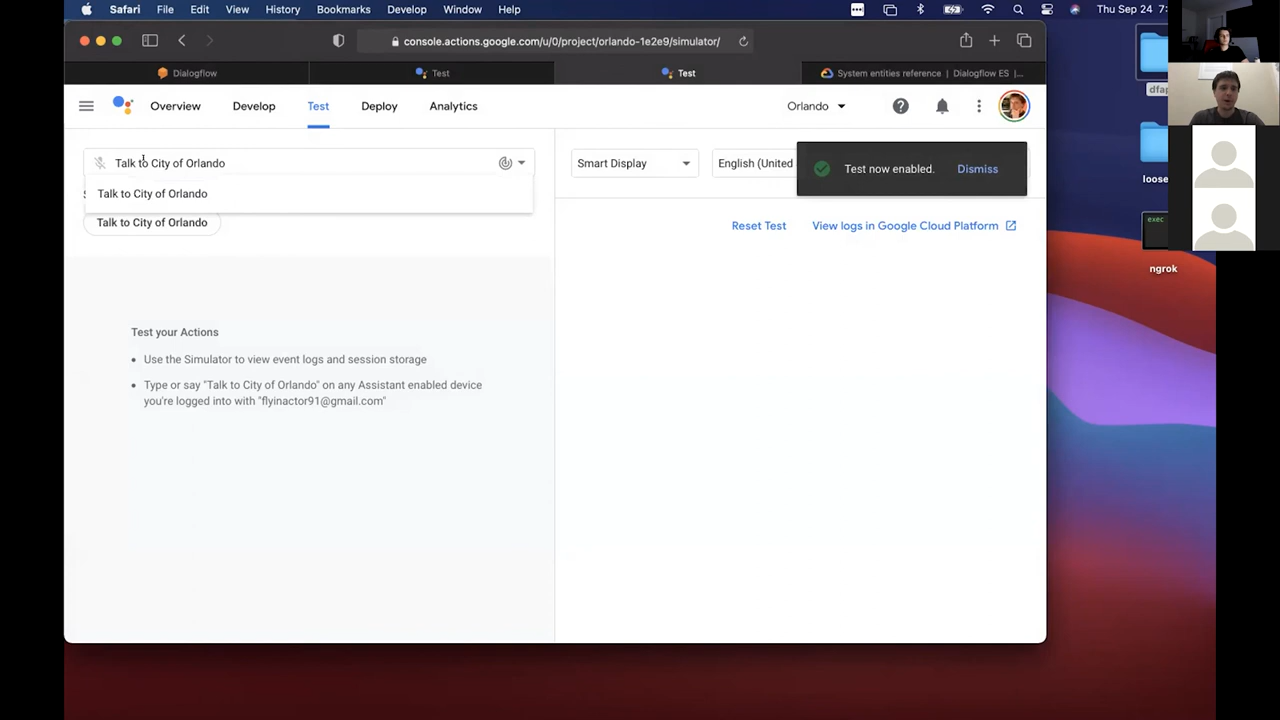 Safari File Edit View History Bookmarks Develop Window Help Thu Sep 24 7:
console.actions.google.com/u/0/project/orlando-1e2e9/simulator/
Dialogflow Test Test System entities reference | Dialogflow ES |...
Overview Develop Test Deploy Analytics Orlando
Talk to City of Orlando
Smart Display English (United
Test now enabled. Dismiss
Talk to City of Orlando
Talk to City of Orlando
Reset Test View logs in Google Cloud Platform
Test your Actions
• Use the Simulator to view event logs and session storage
• Type or say "Talk to City of Orlando" on any Assistant enabled device
you're logged into with "flyinactor91@gmail.com"
dfap
loose
exec
ngrok